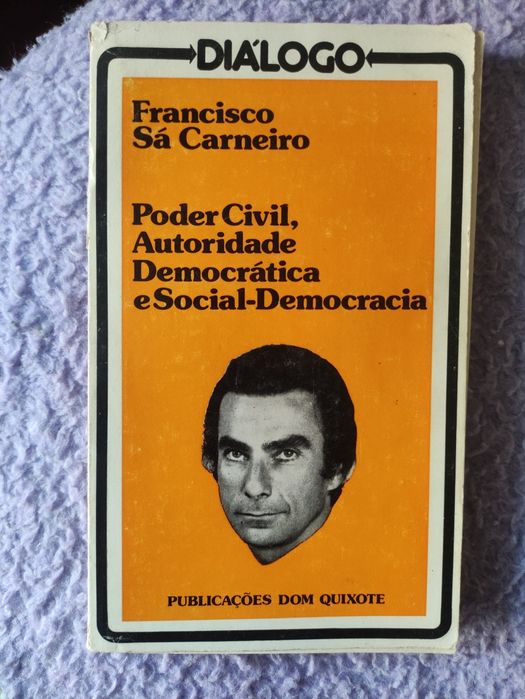 DIÁLOGO
Francisco
Sá Carneiro
Poder Civil,
Autoridade
Democrática
e Social-Democracia
PUBLICAÇÕES DOM QUIXOTE